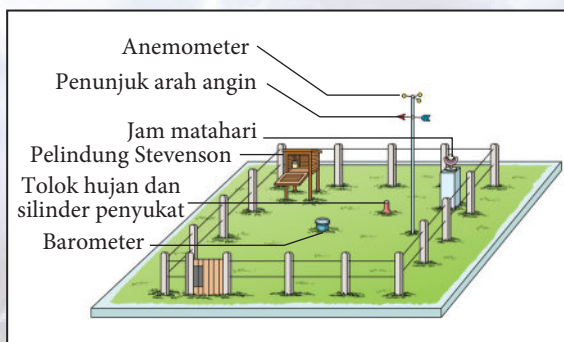 Anemometer
Penunjuk arah angin
Jam matahari
Pelindung Stevenson
Tolok hujan dan
silinder penyukat
Barometer